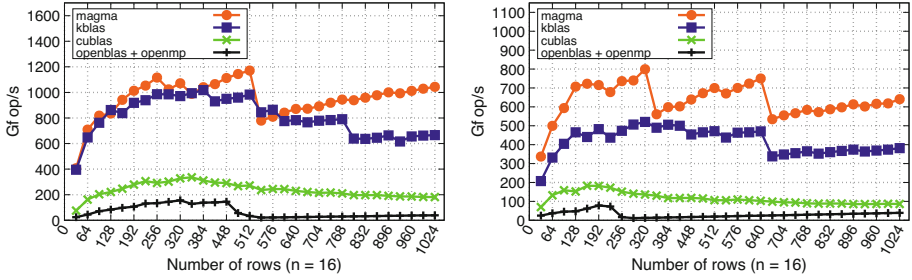 magma
kblas
cublas
openblas + openmp
Gf op/s
1600
1400
1200
1000
800
600
400
200
0
0 64 128 192 256 320 384 448 512 576 640 704 768 832 896 960 1024
Number of rows (n = 16)
magma
kblas
cublas
openblas + openmp
Gf op/s
1000
900
800
700
600
500
400
300
200
100
0
0 64 128 192 256 320 384 448 512 576 640 704 768 832 896 960 1024
Number of rows (n = 16)